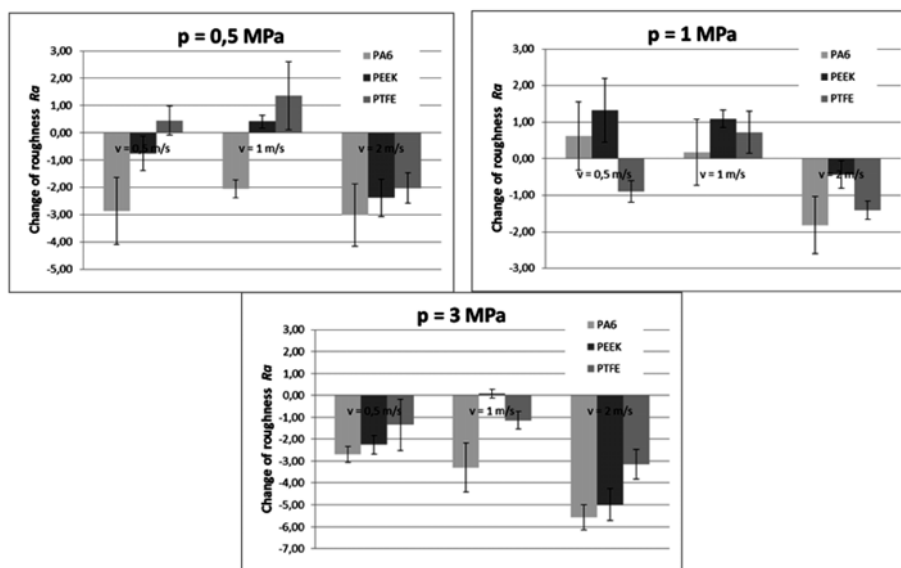 p = 0,5 MPa
Change of roughness Ra
3,00
2,00
1,00
0,00
-1,00
-2,00
-3,00
-4,00
-5,00
PA6
PEEK
PTFE
v = 0,5 m/s
v = 1 m/s
v = 2 m/s
p = 1 MPa
Change of roughness Ra
3,00
2,00
1,00
0,00
-1,00
-2,00
-3,00
PA6
PEEK
PTFE
v = 0,5 m/s
v = 1 m/s
v = 2 m/s
p = 3 MPa
Change of roughness Ra
3,00
2,00
1,00
0,00
-1,00
-2,00
-3,00
-4,00
-5,00
-6,00
-7,00
PA6
PEEK
PTFE
v = 0,5 m/s
v = 1 m/s
v = 2 m/s